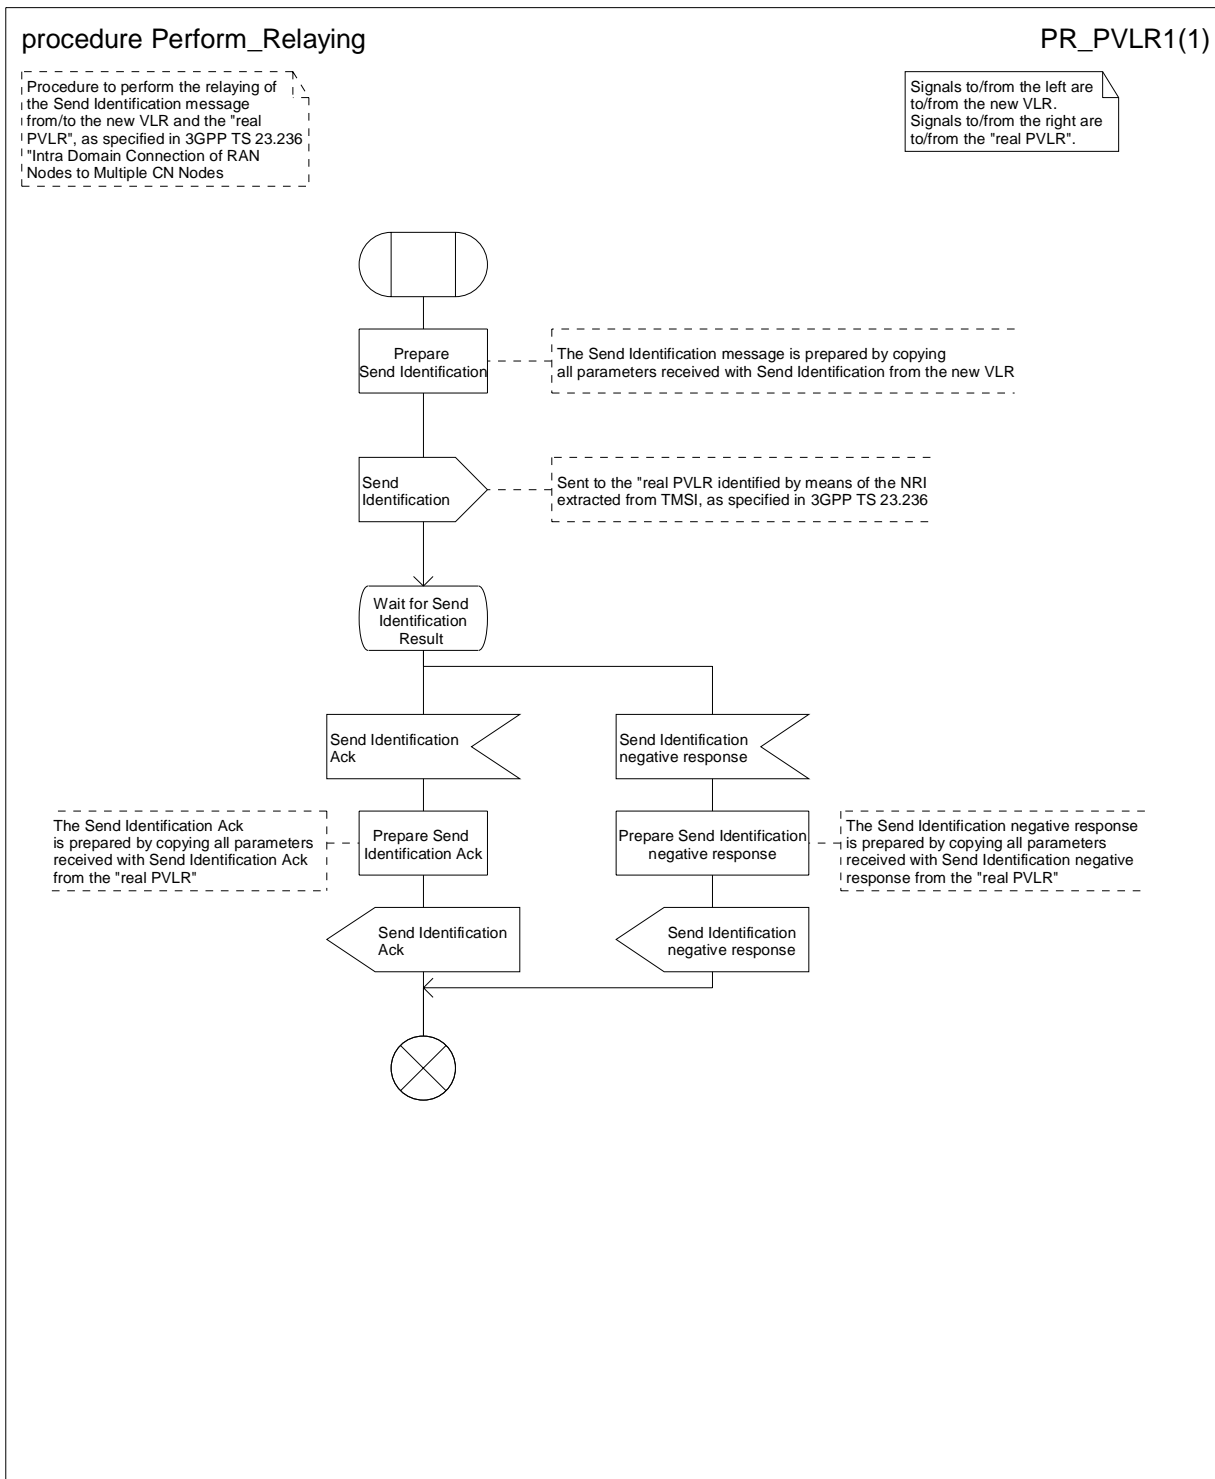 procedure Perform_Relaying
PR_PVLR1(1)
Procedure to perform the relaying of
the Send Identification message
from/to the new VLR and the "real
PVLR", as specified in 3GPP TS 23.236
"Intra Domain Connection of RAN
Nodes to Multiple CN Nodes
Signals to/from the left are
to/from the new VLR.
Signals to/from the right are
to/from the "real PVLR".
Prepare
Send Identification
The Send Identification message is prepared by copying
all parameters received with Send Identification from the new VLR
Send
Identification
Sent to the "real PVLR identified by means of the NRI
extracted from TMSI, as specified in 3GPP TS 23.236
Wait for Send
Identification
Result
Send Identification
Ack
Send Identification
negative response
The Send Identification Ack
is prepared by copying all parameters
received with Send Identification Ack
from the "real PVLR"
Prepare Send
Identification Ack
Prepare Send Identification
negative response
The Send Identification negative response
is prepared by copying all parameters
received with Send Identification negative
response from the "real PVLR"
Send Identification
Ack
Send Identification
negative response